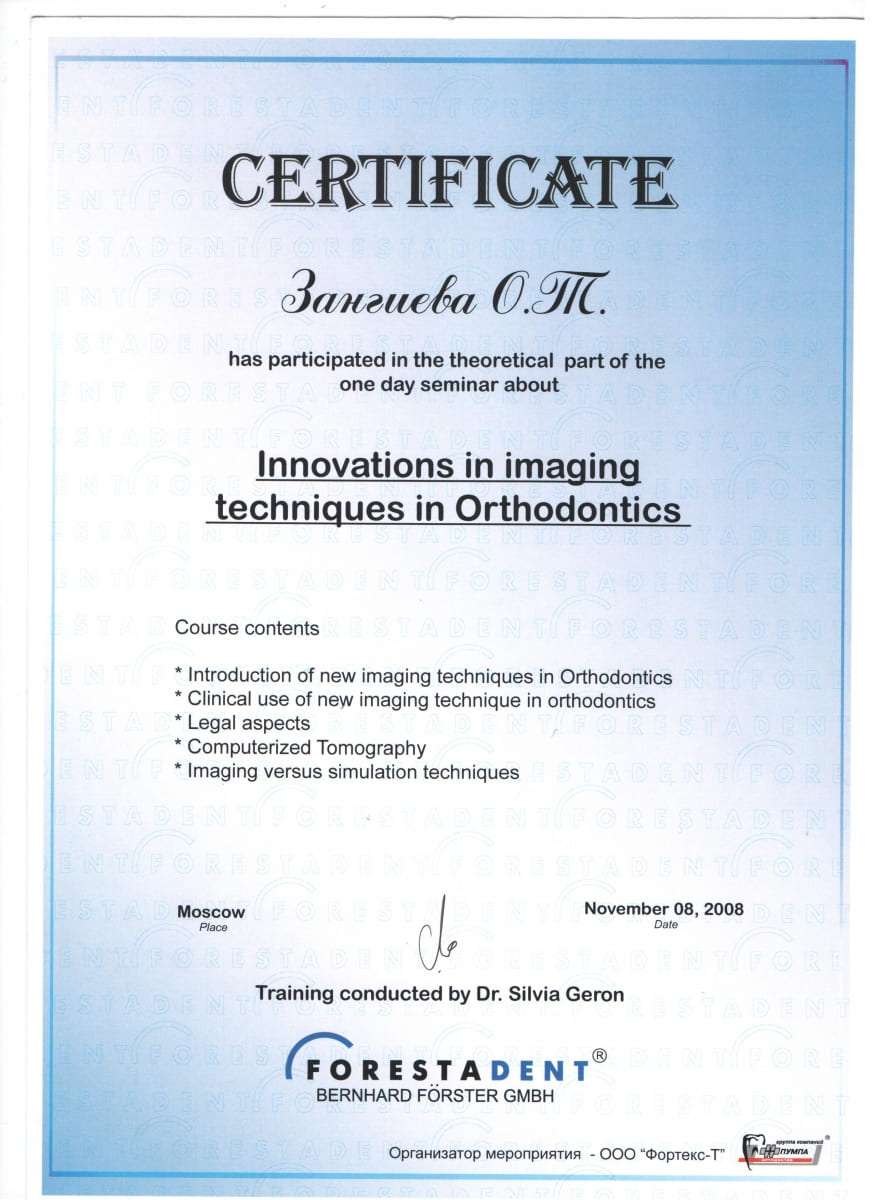 CERTIFICATE
Зангиева О.Т.
has participated in the theoretical part of the
one day seminar about
Innovations in imaging
techniques in Orthodontics
Course contents
* Introduction of new imaging techniques in Orthodontics
* Clinical use of new imaging technique in orthodontics
* Legal aspects
* Computerized Tomography
* Imaging versus simulation techniques
Moscow
Place
November 08, 2008
Date
Training conducted by Dr. Silvia Geron
FORESTADENT®
BERNHARD FÖRSTER GMBH
Организатор мероприятия - ООО “Фортекс-Т”
группа компаний
ПУМПА